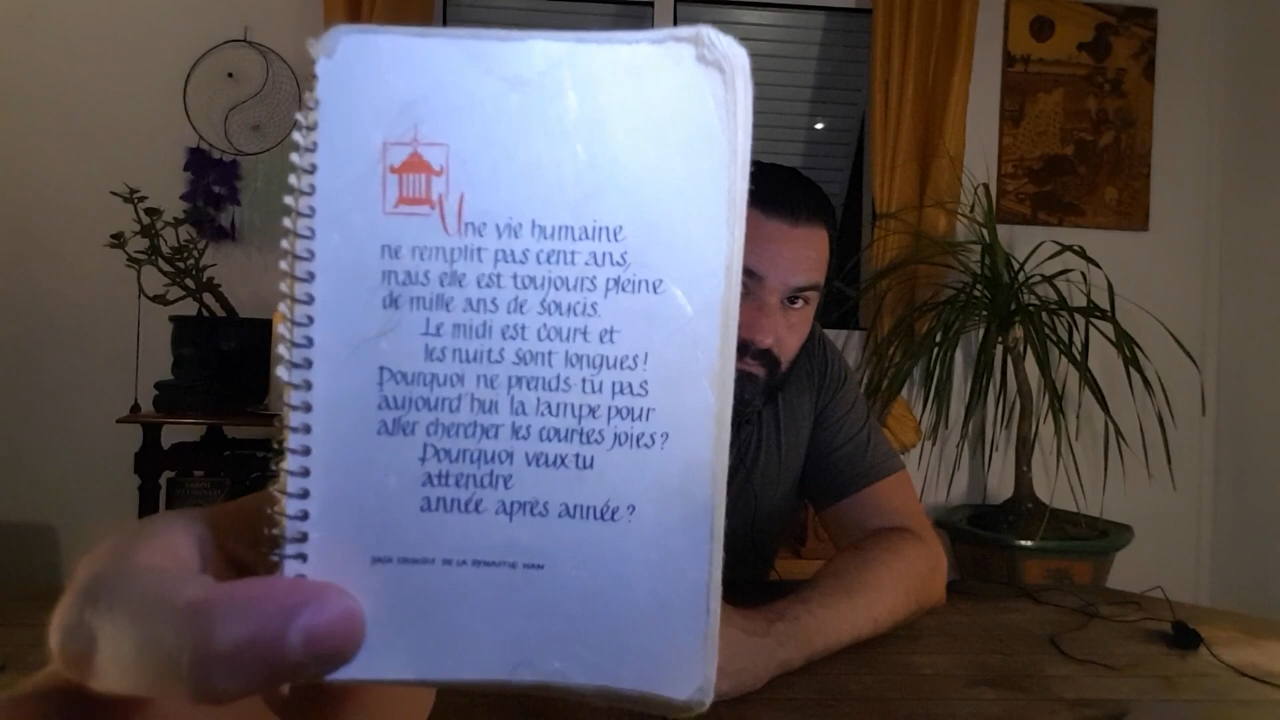 Une vie humaine
ne remplit pas cent ans,
mais elle est toujours pleine
de mille ans de soucis.
Le midi est court et
les nuits sont longues!
Pourquoi ne prends-tu pas
aujourd'hui la lampe pour
aller chercher les courtes joies?
Pourquoi veux-tu
attendre
année après année?
DE LA DYNASTIE HAN